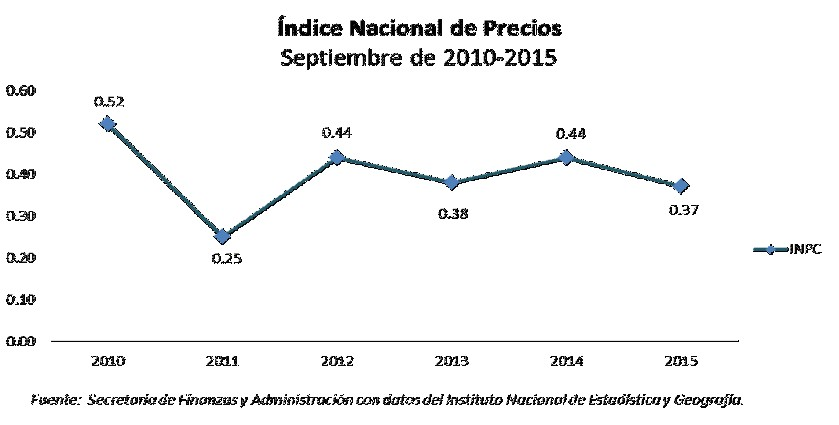 Índice Nacional de Precios
Septiembre de 2010-2015
0.60
0.50
0.40
0.30
0.20
0.10
0.00
0.52
0.25
0.44
0.38
0.44
0.37
INPC
2010 2011 2012 2013 2014 2015
Fuente: Secretaria de Finanzas y Administración con datos del Instituto Nacional de Estadística y Geografía.